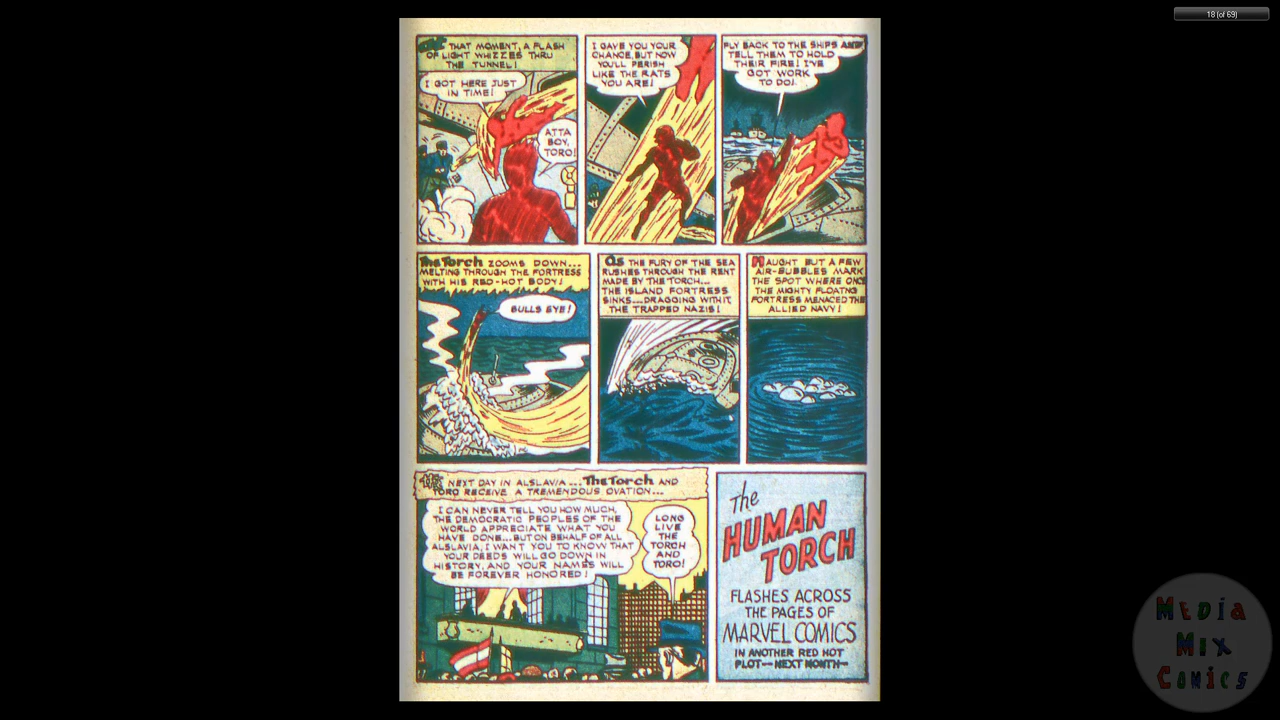 18 (of 69)
AT THAT MOMENT, A FLASH
OF LIGHT WHIZZES THRU
THE TUNNEL!
I GOT HERE JUST
IN TIME!
ATTA
BOY,
TORO!
I GAVE YOU YOUR
CHANCE, BUT NOW
YOU'LL PERISH
LIKE THE RATS
YOU ARE!
FLY BACK TO THE SHIPS AND
TELL THEM TO HOLD
THEIR FIRE! I'VE
GOT WORK
TO DO!
The Torch ZOOMS DOWN...
MELTING THROUGH THE FORTRESS
WITH HIS RED-HOT BODY!
BULLS EYE!
AS THE FURY OF THE SEA
RUSHES THROUGH THE RENT
MADE BY THE TORCH...
THE ISLAND FORTRESS
SINKS...DRAGGING WITH IT,
THE TRAPPED NAZIS!
NAUGHT BUT A FEW
AIR-BUBBLES MARK
THE SPOT WHERE ONCE
THE MIGHTY FLOATING
FORTRESS MENACED THE
ALLIED NAVY!
THE NEXT DAY IN ALSLAVIA... The Torch AND
TORO RECEIVE A TREMENDOUS OVATION...
I CAN NEVER TELL YOU HOW MUCH,
THE DEMOCRATIC PEOPLES OF THE
WORLD APPRECIATE WHAT YOU
HAVE DONE... BUT ON BEHALF OF ALL
ALSLAVIA, I WANT YOU TO KNOW THAT
YOUR DEEDS WILL GO DOWN IN
HISTORY, AND YOUR NAMES WILL
BE FOREVER HONORED!
LONG
LIVE
THE
TORCH
AND
TORO!
The
HUMAN
TORCH
FLASHES ACROSS
THE PAGES OF
MARVEL COMICS
IN ANOTHER RED HOT
PLOT--NEXT MONTH--
MEDIA
MIX
COMICS